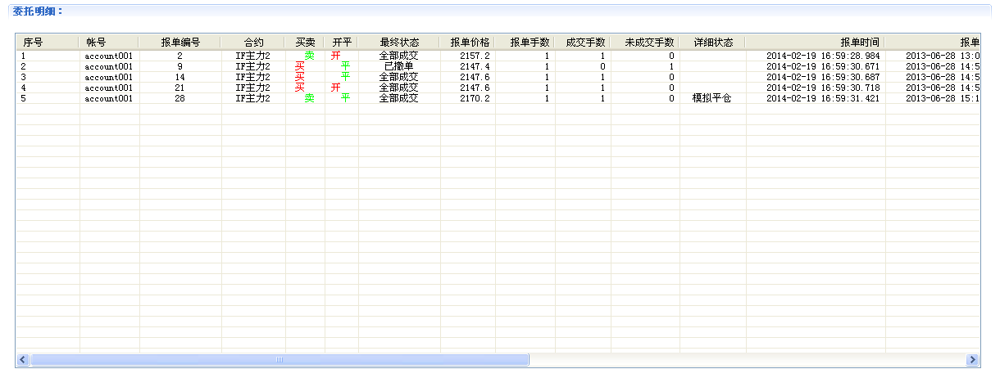 委托明细：
序号 帐号 报单编号 合约 买卖 开平 最终状态 报单价格 报单手数 成交手数 未成交手数 详细状态 报单时间 报单
1 account001 2 IF主力2 卖 开 全部成交 2157.2 1 1 0 2014-02-19 16:59:28.984 2013-06-28 13:0
2 account001 9 IF主力2 买 平 已撤单 2147.4 1 0 1 2014-02-19 16:59:30.671 2013-06-28 14:5
3 account001 14 IF主力2 买 平 全部成交 2147.6 1 1 0 2014-02-19 16:59:30.687 2013-06-28 14:5
4 account001 21 IF主力2 买 开 全部成交 2147.6 1 1 0 2014-02-19 16:59:30.718 2013-06-28 14:5
5 account001 28 IF主力2 卖 平 全部成交 2170.2 1 1 0 模拟平仓 2014-02-19 16:59:31.421 2013-06-28 15:1